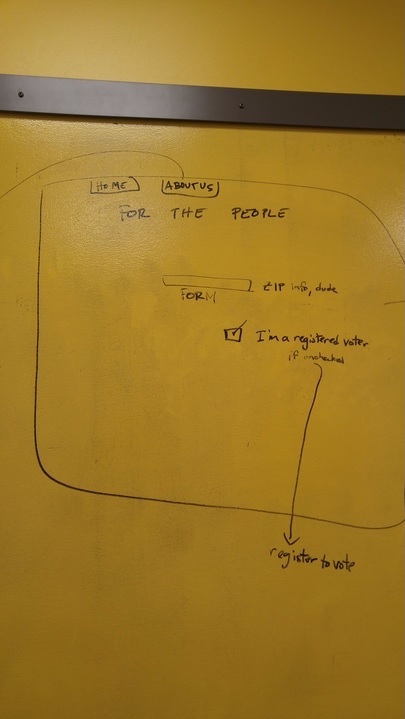 HOME ABOUT US
FOR THE PEOPLE
ZIP info, dude
FORM
I'm a registered voter
if unchecked
register to vote